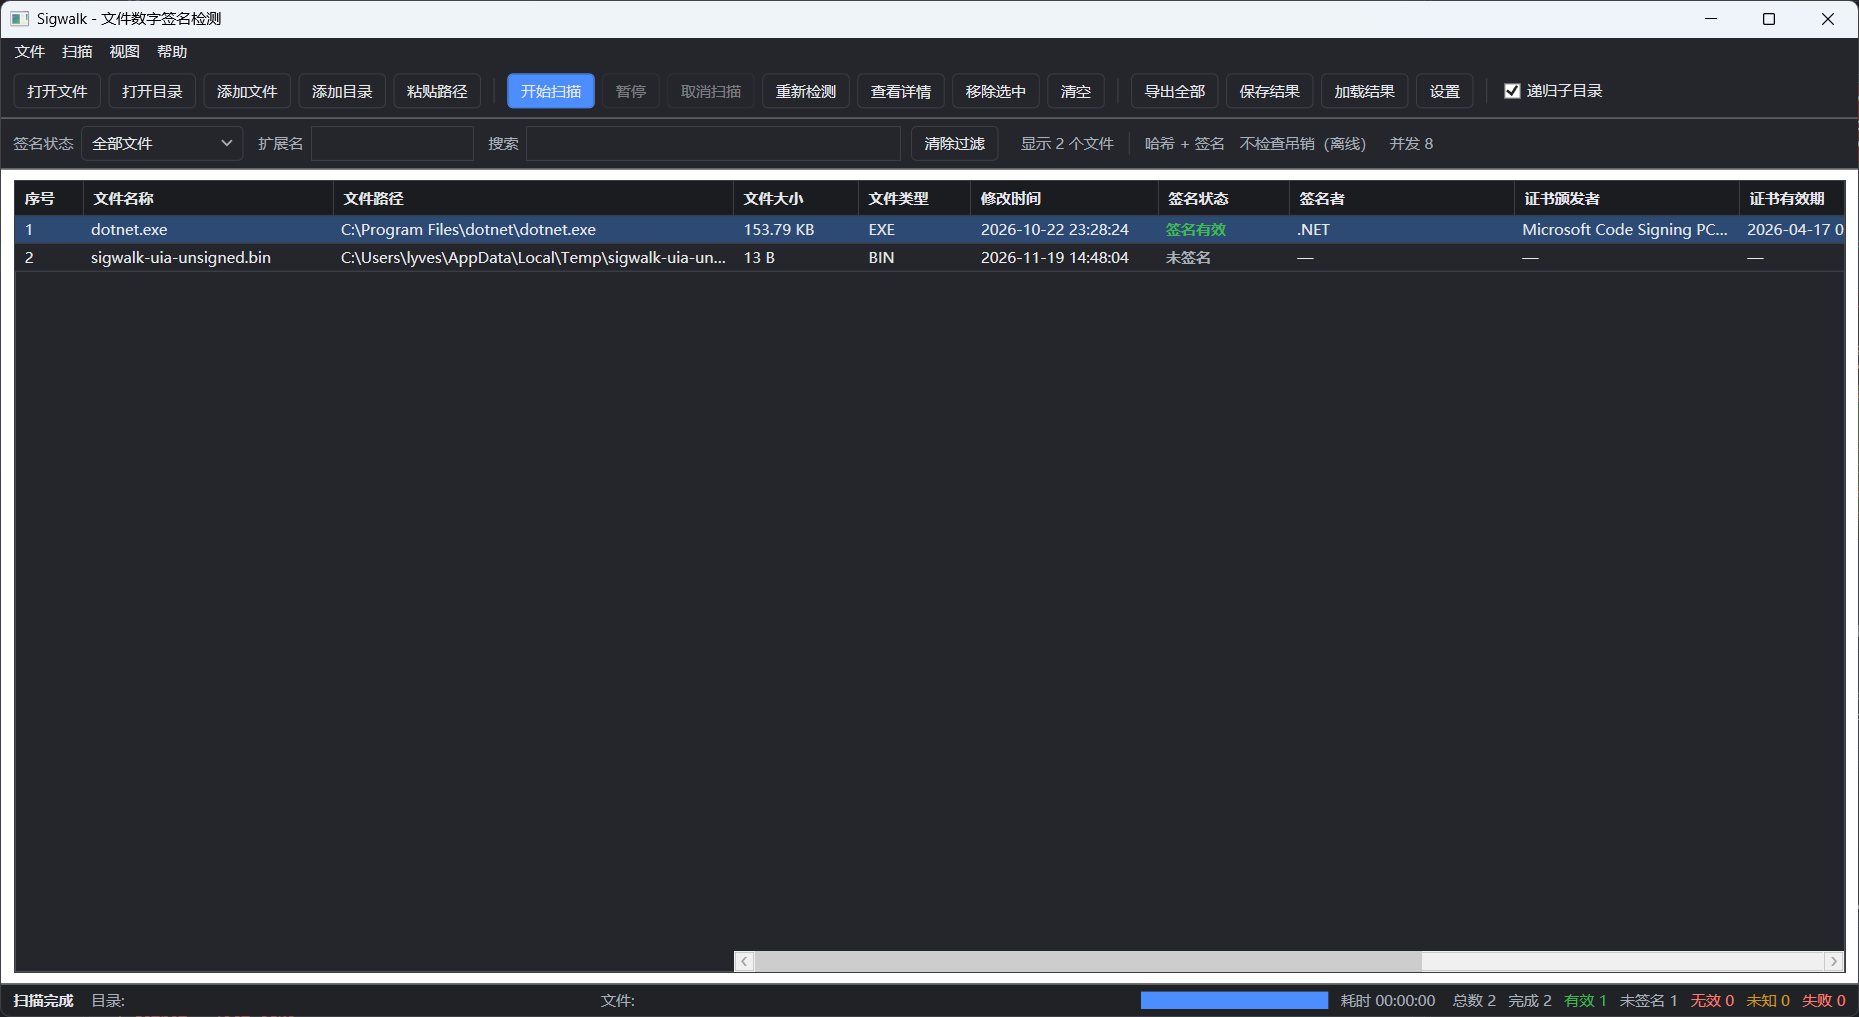 Sigwalk - 文件数字签名检测
文件 扫描 视图 帮助
打开文件 打开目录 添加文件 添加目录 粘贴路径 开始扫描 暂停 取消扫描 重新检测 查看详情 移除选中 清空 导出全部 保存结果 加载结果 设置 递归子目录
签名状态 全部文件 扩展名 搜索 清除过滤 显示 2 个文件 哈希 + 签名 不检查吊销 (离线) 并发 8
序号 文件名称 文件路径 文件大小 文件类型 修改时间 签名状态 签名者 证书颁发者 证书有效期
1 dotnet.exe C:\Program Files\dotnet\dotnet.exe 153.79 KB EXE 2026-10-22 23:28:24 签名有效 .NET Microsoft Code Signing PC... 2026-04-17 0
2 sigwalk-uia-unsigned.bin C:\Users\lyves\AppData\Local\Temp\sigwalk-uia-un... 13 B BIN 2026-11-19 14:48:04 未签名 — — —
扫描完成 目录: 文件: 耗时 00:00:00 总数 2 完成 2 有效 1 未签名 1 无效 0 未知 0 失败 0